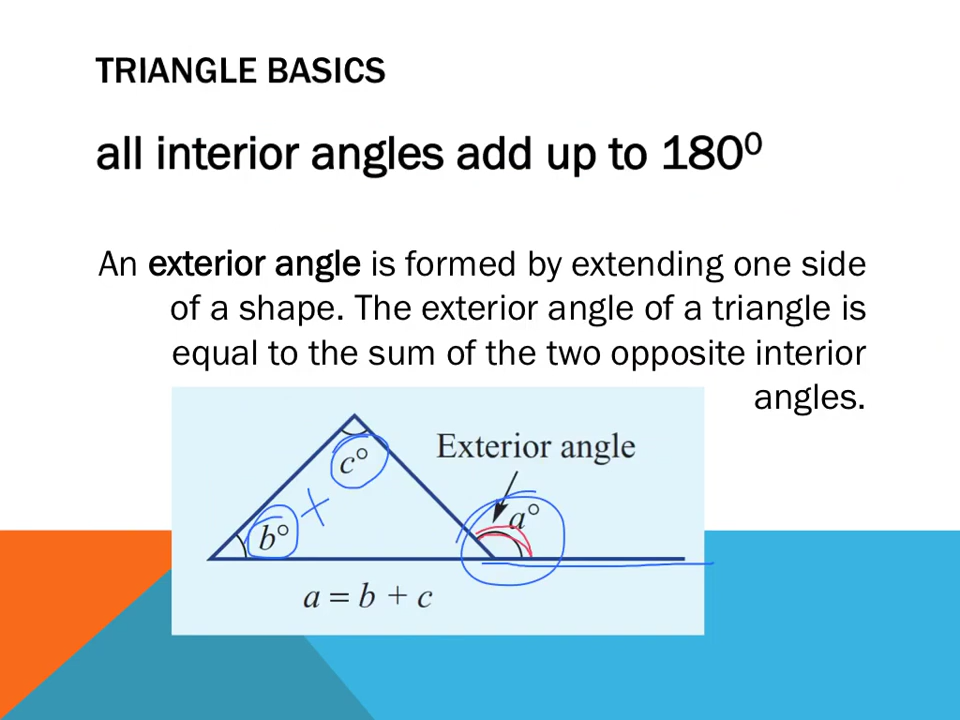 TRIANGLE BASICS
all interior angles add up to 180⁰
An exterior angle is formed by extending one side
of a shape. The exterior angle of a triangle is
equal to the sum of the two opposite interior
angles.
Exterior angle
c°
+
a°
b°
a = b + c